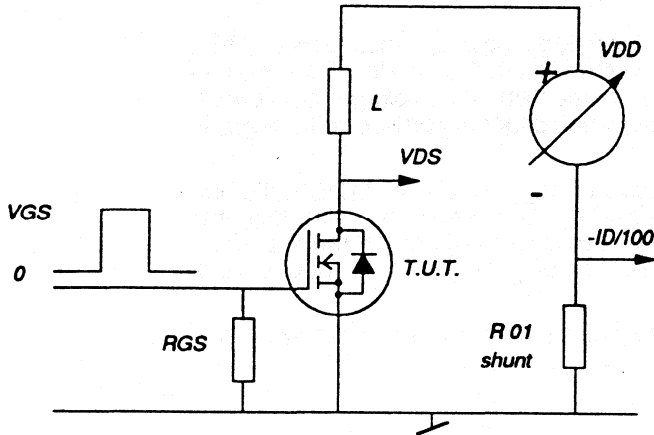 VDD
+
L
VDS
-
VGS
-ID/100
0
T.U.T.
RGS
R 01
shunt